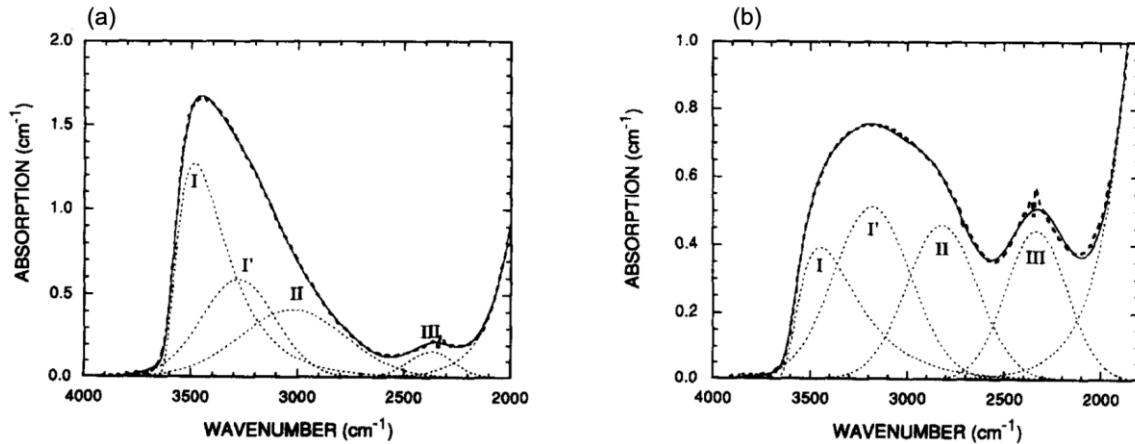 (a)
ABSORPTION (cm⁻¹)
2.0
1.5
1.0
0.5
0.0
I
I'
II
III
4000 3500 3000 2500 2000
WAVENUMBER (cm⁻¹)
(b)
ABSORPTION (cm⁻¹)
1.0
0.8
0.6
0.4
0.2
0.0
I
I'
II
III
4000 3500 3000 2500 2000
WAVENUMBER (cm⁻¹)